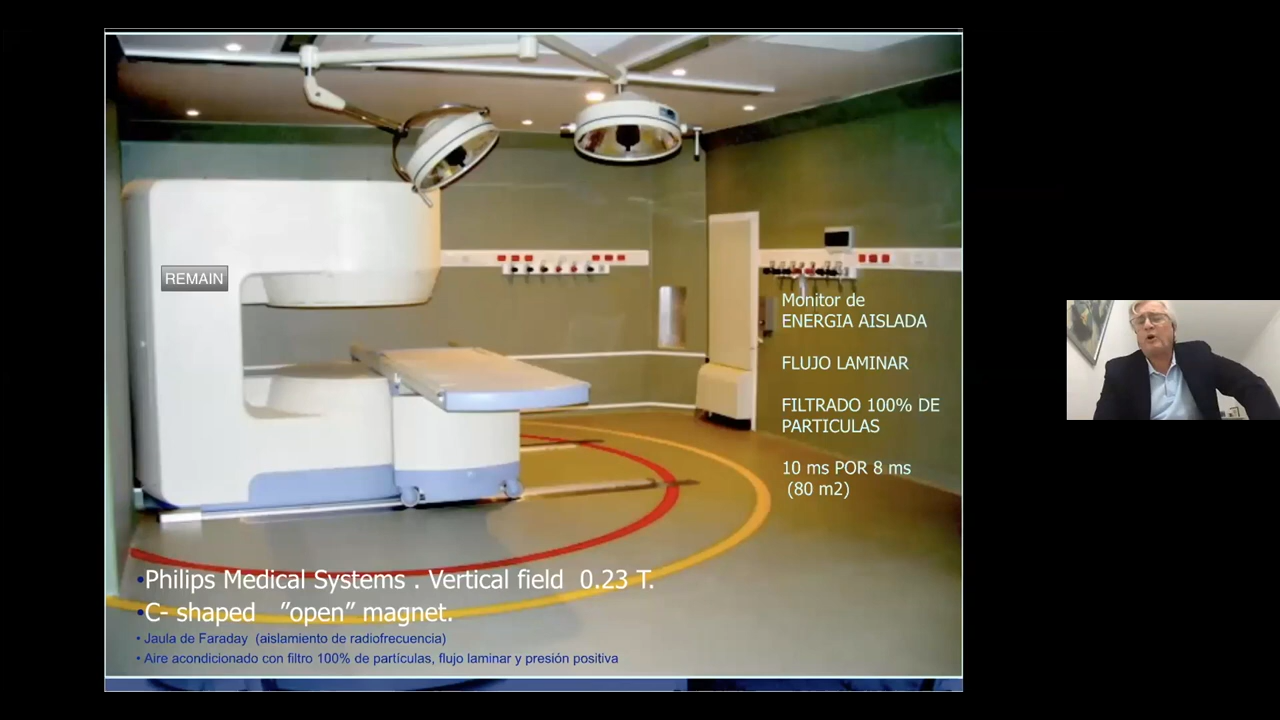 REMAIN
Monitor de
ENERGIA AISLADA
FLUJO LAMINAR
FILTRADO 100% DE
PARTICULAS
10 ms POR 8 ms
(80 m2)
•Philips Medical Systems . Vertical field 0.23 T.
•C- shaped ”open” magnet.
• Jaula de Faraday (aislamiento de radiofrecuencia)
• Aire acondicionado con filtro 100% de partículas, flujo laminar y presión positiva